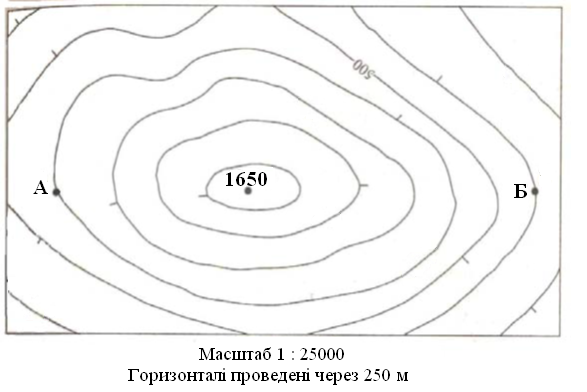 500
А 1650 Б
Масштаб 1 : 25000
Горизонталі проведені через 250 м